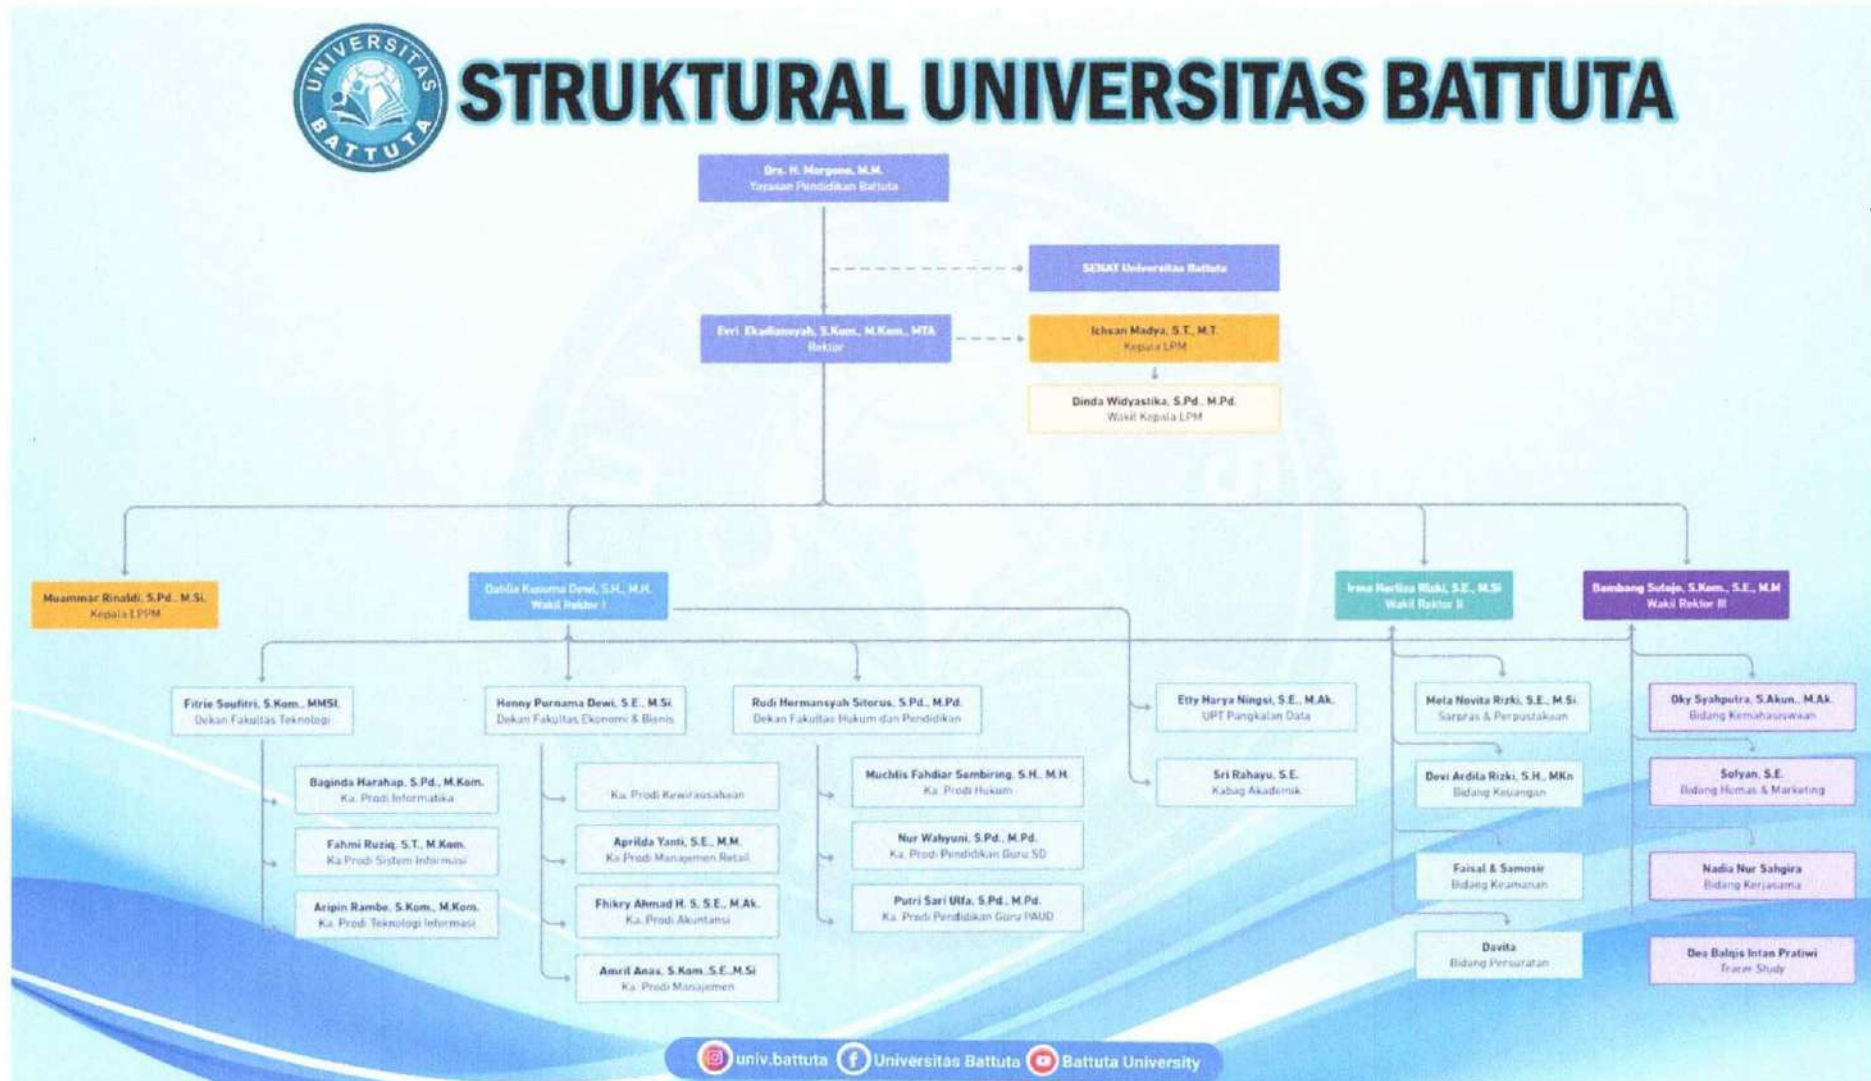 UNIVERSITAS
BATTUTA
STRUKTURAL UNIVERSITAS BATTUTA
Drs. H. Margono, M.M.
Yayasan Pendidikan Battuta
SENAT Universitas Battuta
Evri Ekadiansyah, S.Kom., M.Kom., MTA
Rektor
Ichsan Madya, S.T., M.T.
Kepala LPM
Dinda Widyastika, S.Pd., M.Pd.
Wakil Kepala LPM
Muammar Rinaldi, S.Pd., M.Si.
Kepala LPPM
Dahlia Kusuma Dewi, S.H., M.H.
Wakil Rektor I
Irena Herliza Rizki, S.E., M.Si
Wakil Rektor II
Bambang Sutejo, S.Kom., S.E., M.M
Wakil Rektor III
Fitrie Soufitri, S.Kom., MMSI.
Dekan Fakultas Teknologi
Henny Purnama Dewi, S.E., M.Si.
Dekan Fakultas Ekonomi & Bisnis
Rudi Hermansyah Sitorus, S.Pd., M.Pd.
Dekan Fakultas Hukum dan Pendidikan
Etty Harya Ningsi, S.E., M.Ak.
UPT Pangkalan Data
Mela Novita Rizki, S.E., M.Si.
Sarpras & Perpustakaan
Oky Syahputra, S.Akun., M.Ak.
Bidang Kemahasiswaan
Baginda Harahap, S.Pd., M.Kom.
Ka. Prodi Informatika
Ka. Prodi Kewirausahaan
Muchlis Fahdiar Sembiring, S.H., M.H.
Ka. Prodi Hukum
Sri Rahayu, S.E.
Kabag Akademik
Devi Ardila Rizki, S.H., MKn
Bidang Keuangan
Sofyan, S.E.
Bidang Humas & Marketing
Fahmi Ruziq, S.T., M.Kom.
Ka Prodi Sistem Informasi
Aprilda Yanti, S.E., M.M.
Ka Prodi Manajemen Retail
Nur Wahyuni, S.Pd., M.Pd.
Ka. Prodi Pendidikan Guru SD
Faisal & Samosir
Bidang Keamanan
Nadia Nur Sahgira
Bidang Kerjasama
Aripin Rambe, S.Kom., M.Kom.
Ka. Prodi Teknologi Informasi
Fhikry Ahmad H. S, S.E., M.Ak.
Ka. Prodi Akuntansi
Putri Sari Ulfa, S.Pd., M.Pd.
Ka. Prodi Pendidikan Guru PAUD
Davita
Bidang Persuratan
Dea Balqis Intan Pratiwi
Tracer Study
Amril Anas, S.Kom.,S.E.,M.Si
Ka. Prodi Manajemen
univ.battuta Universitas Battuta Battuta University